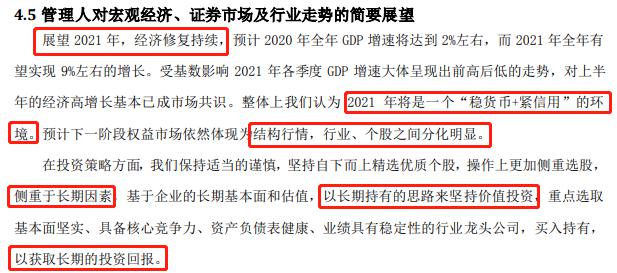 4.5 管理人对宏观经济、证券市场及行业走势的简要展望
展望 2021 年，经济修复持续，预计 2020 年全年 GDP 增速将达到 2%左右，而 2021 年全年有
望实现 9%左右的增长。受基数影响 2021 年各季度 GDP 增速大体呈现出前高后低的走势，对上半
年的经济高增长基本已成市场共识。整体上我们认为 2021 年将是一个“稳货币+紧信用”的环
境。预计下一阶段权益市场依然体现为结构行情，行业、个股之间分化明显。
在投资策略方面，我们保持适当的谨慎，坚持自下而上精选优质个股，操作上更加侧重选股，
侧重于长期因素，基于企业的长期基本面和估值，以长期持有的思路来坚持价值投资，重点选取
基本面坚实、具备核心竞争力、资产负债表健康、业绩具有稳定性的行业龙头公司，买入持有，
以获取长期的投资回报。